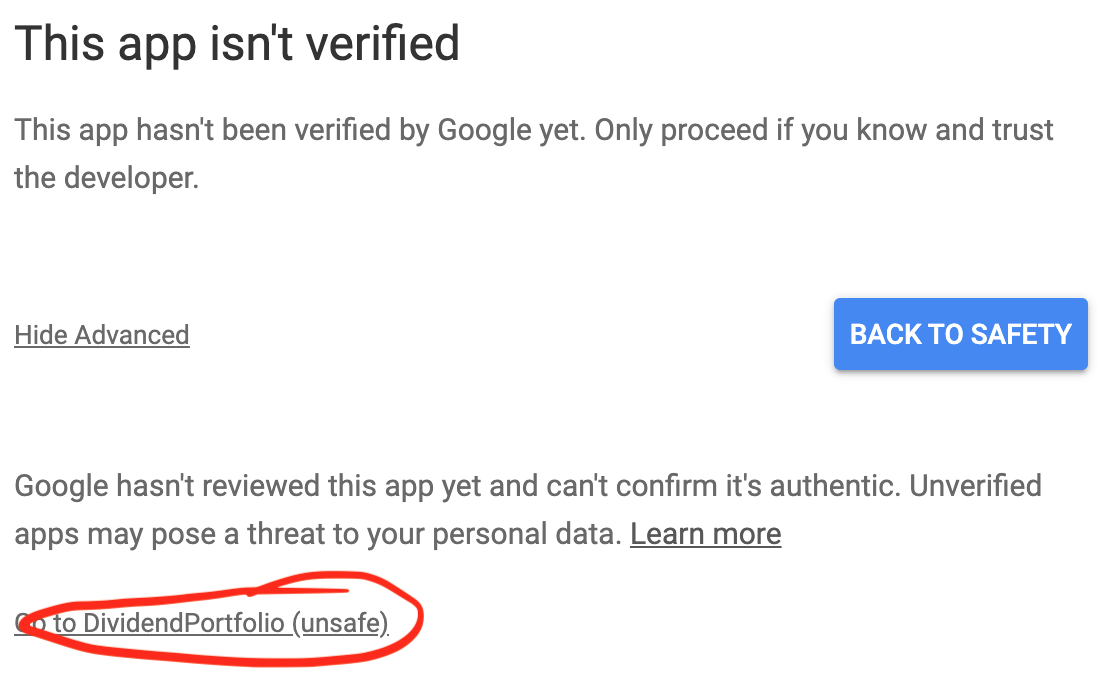 This app isn't verified
This app hasn't been verified by Google yet. Only proceed if you know and trust
the developer.
Hide Advanced
BACK TO SAFETY
Google hasn't reviewed this app yet and can't confirm it's authentic. Unverified
apps may pose a threat to your personal data. Learn more
Go to DividendPortfolio (unsafe)